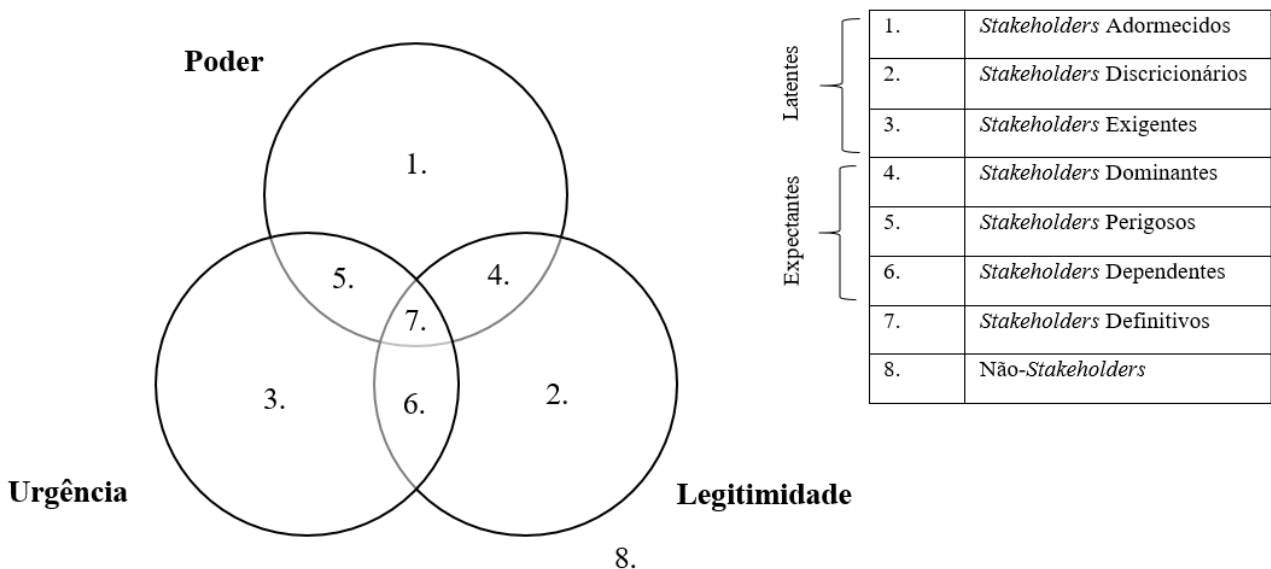 Poder
1.
5.
4.
7.
3.
6.
2.
Urgência
Legitimidade
8.
Latentes
Expectantes
1. Stakeholders Adormecidos
2. Stakeholders Discricionários
3. Stakeholders Exigentes
4. Stakeholders Dominantes
5. Stakeholders Perigosos
6. Stakeholders Dependentes
7. Stakeholders Definitivos
8. Não-Stakeholders